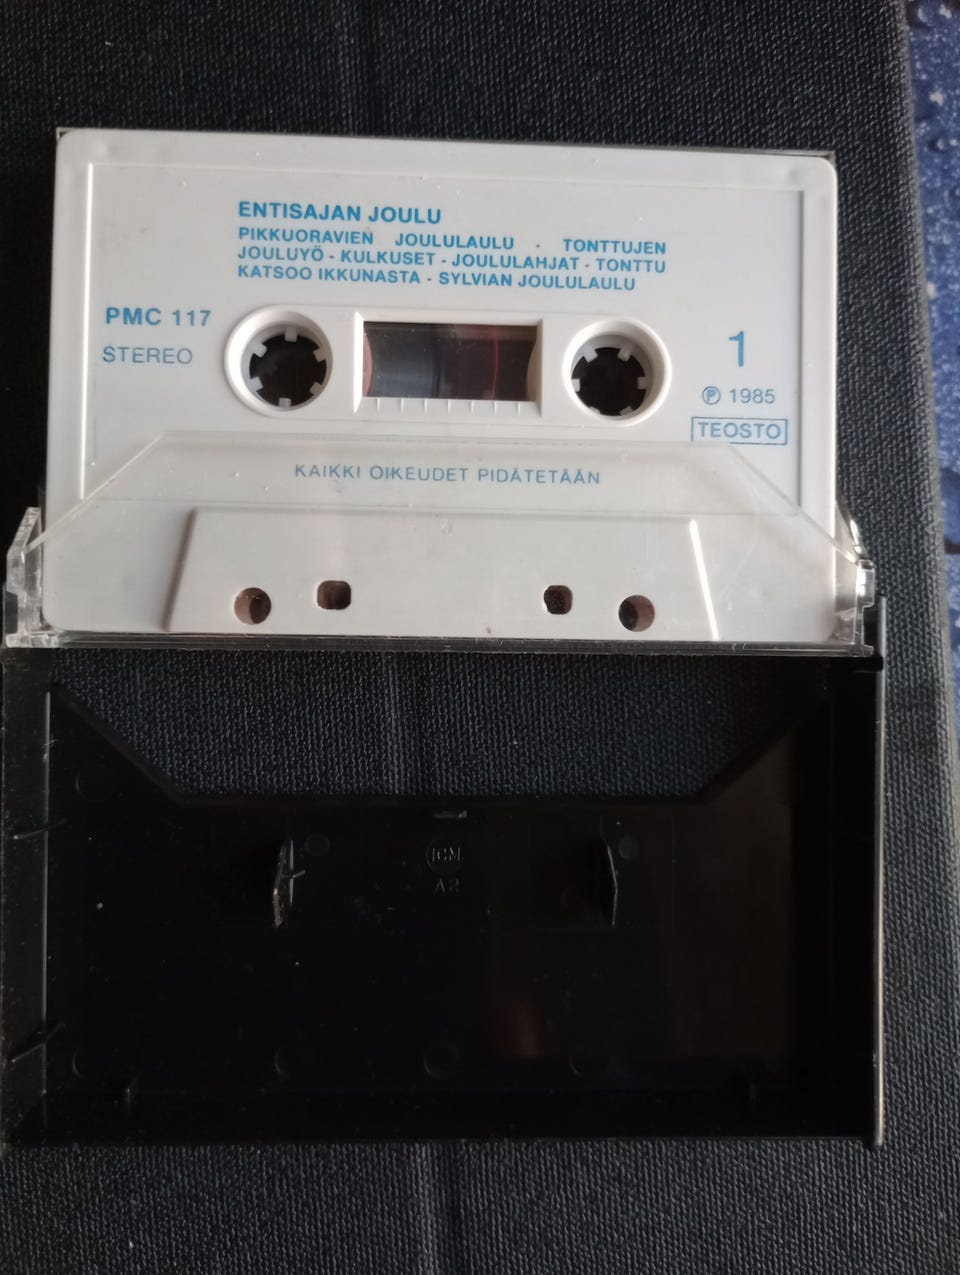 ENTISAJAN JOULU
PIKKUORAVIEN JOULULAULU - TONTTUJEN
JOULUYÖ - KULKUSET - JOULULAHJAT - TONTTU
KATSOO IKKUNASTA - SYLVIAN JOULULAULU
PMC 117
STEREO
1
Ⓟ 1985
TEOSTO
KAIKKI OIKEUDET PIDÄTETÄÄN
ICM